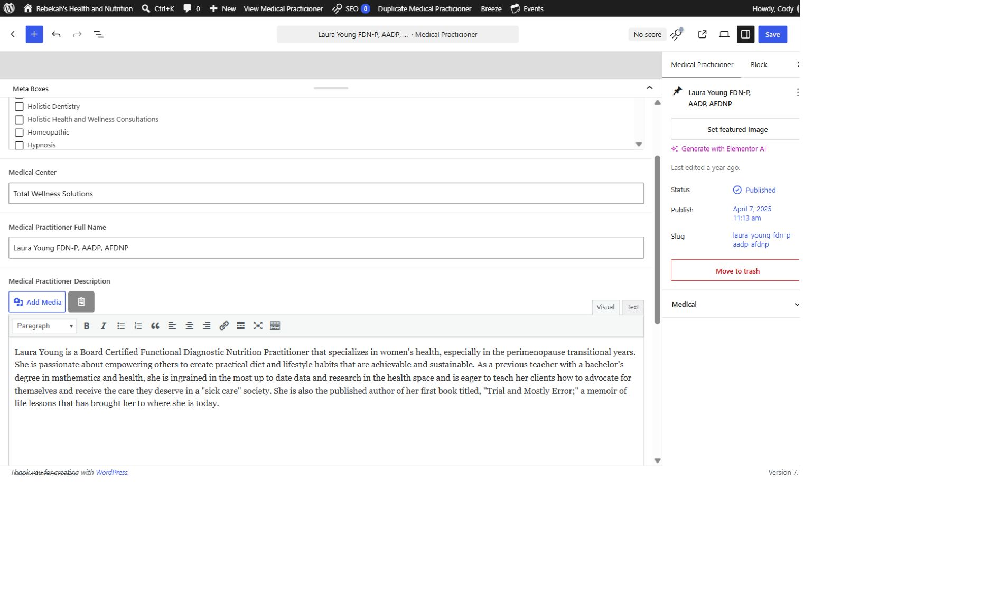 Rebekah's Health and Nutrition Ctrl+K 0 New View Medical Practicioner SEO 8 Duplicate Medical Practicioner Breeze Events Howdy, Cody
Laura Young FDN-P, AADP, ... · Medical Practicioner No score Save
Medical Practicioner Block
Meta Boxes
Laura Young FDN-P,
AADP, AFDNP
Holistic Dentistry
Holistic Health and Wellness Consultations
Homeopathic
Hypnosis
Set featured image
Generate with Elementor AI
Last edited a year ago.
Status Published
Publish April 7, 2025
11:13 am
Slug laura-young-fdn-p-
aadp-afdnp
Move to trash
Medical
Medical Center
Total Wellness Solutions
Medical Practitioner Full Name
Laura Young FDN-P, AADP, AFDNP
Medical Practitioner Description
Add Media
Visual Text
Paragraph
Laura Young is a Board Certified Functional Diagnostic Nutrition Practitioner that specializes in women's health, especially in the perimenopause transitional years.
She is passionate about empowering others to create practical diet and lifestyle habits that are achievable and sustainable. As a previous teacher with a bachelor’s
degree in mathematics and health, she is ingrained in the most up to date data and research in the health space and is eager to teach her clients how to advocate for
themselves and receive the care they deserve in a "sick care" society. She is also the published author of her first book titled, "Trial and Mostly Error;" a memoir of
life lessons that has brought her to where she is today.
Thank you for creating with WordPress.
Version 7.